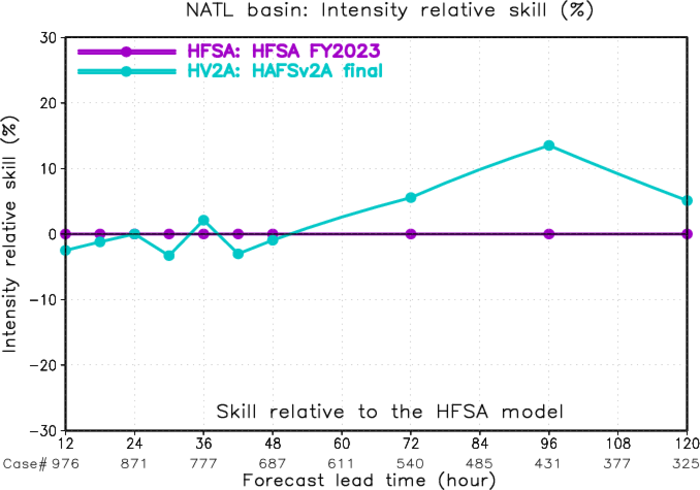 NATL basin: Intensity relative skill (%)
Intensity relative skill (%)
30
20
10
0
−10
−20
−30
HFSA: HFSA FY2023
HV2A: HAFSv2A final
Skill relative to the HFSA model
12 24 36 48 60 72 84 96 108 120
Case# 976 871 777 687 611 540 485 431 377 325
Forecast lead time (hour)